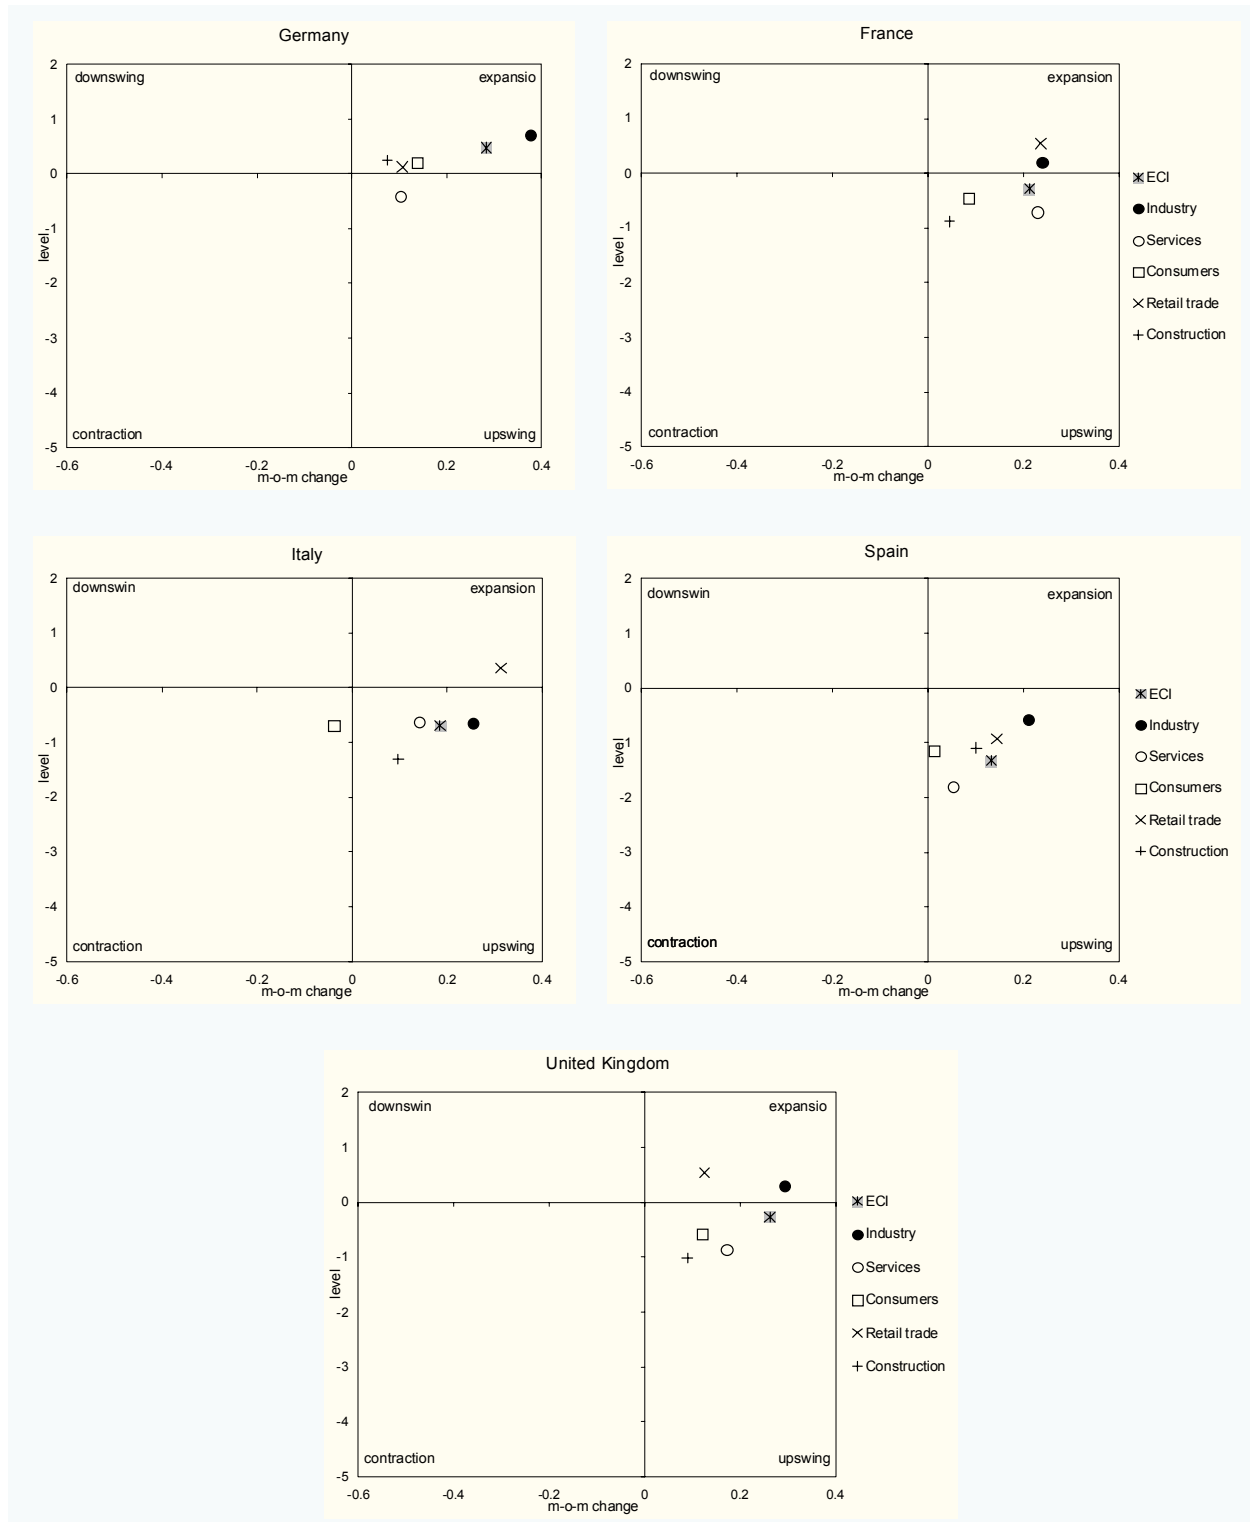 Germany
2
downswing
expansio
1
0
-1
level
-2
-3
-4
contraction
upswing
-5
-0.6
-0.4
-0.2
0
0.2
0.4
m-o-m change
France
2
downswing
expansion
1
0
-1
level
-2
-3
-4
contraction
upswing
-5
-0.6
-0.4
-0.2
0
0.2
0.4
m-o-m change
ECI
Industry
Services
Consumers
Retail trade
Construction
Italy
2
downswin
expansion
1
0
-1
level
-2
-3
-4
contraction
upswing
-5
-0.6
-0.4
-0.2
0
0.2
0.4
m-o-m change
Spain
2
downswin
expansion
1
0
-1
level
-2
-3
-4
contraction
upswing
-5
-0.6
-0.4
-0.2
0
0.2
0.4
m-o-m change
ECI
Industry
Services
Consumers
Retail trade
Construction
United Kingdom
2
downswin
expansio
1
0
-1
level
-2
-3
-4
contraction
upswing
-5
-0.6
-0.4
-0.2
0
0.2
0.4
m-o-m change
ECI
Industry
Services
Consumers
Retail trade
Construction